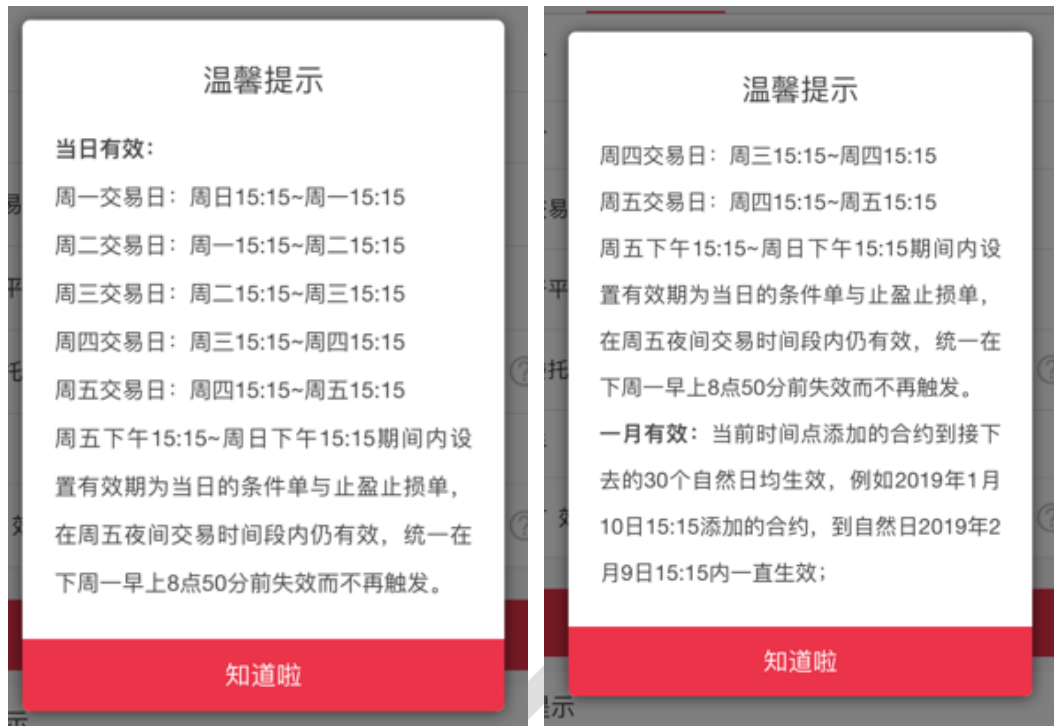 温馨提示
当日有效：
周一交易日：周日15:15~周一15:15
周二交易日：周一15:15~周二15:15
周三交易日：周二15:15~周三15:15
周四交易日：周三15:15~周四15:15
周五交易日：周四15:15~周五15:15
周五下午15:15~周日下午15:15期间内设
置有效期为当日的条件单与止盈止损单，
在周五夜间交易时间段内仍有效，统一在
下周一早上8点50分前失效而不再触发。
知道啦
易
平
托
效
示
温馨提示
周四交易日：周三15:15~周四15:15
周五交易日：周四15:15~周五15:15
周五下午15:15~周日下午15:15期间内设
置有效期为当日的条件单与止盈止损单，
在周五夜间交易时间段内仍有效，统一在
下周一早上8点50分前失效而不再触发。
一月有效：当前时间点添加的合约到接下
去的30个自然日均生效，例如2019年1月
10日15:15添加的合约，到自然日2019年2
月9日15:15内一直生效；
知道啦
易
平
托
效
提示